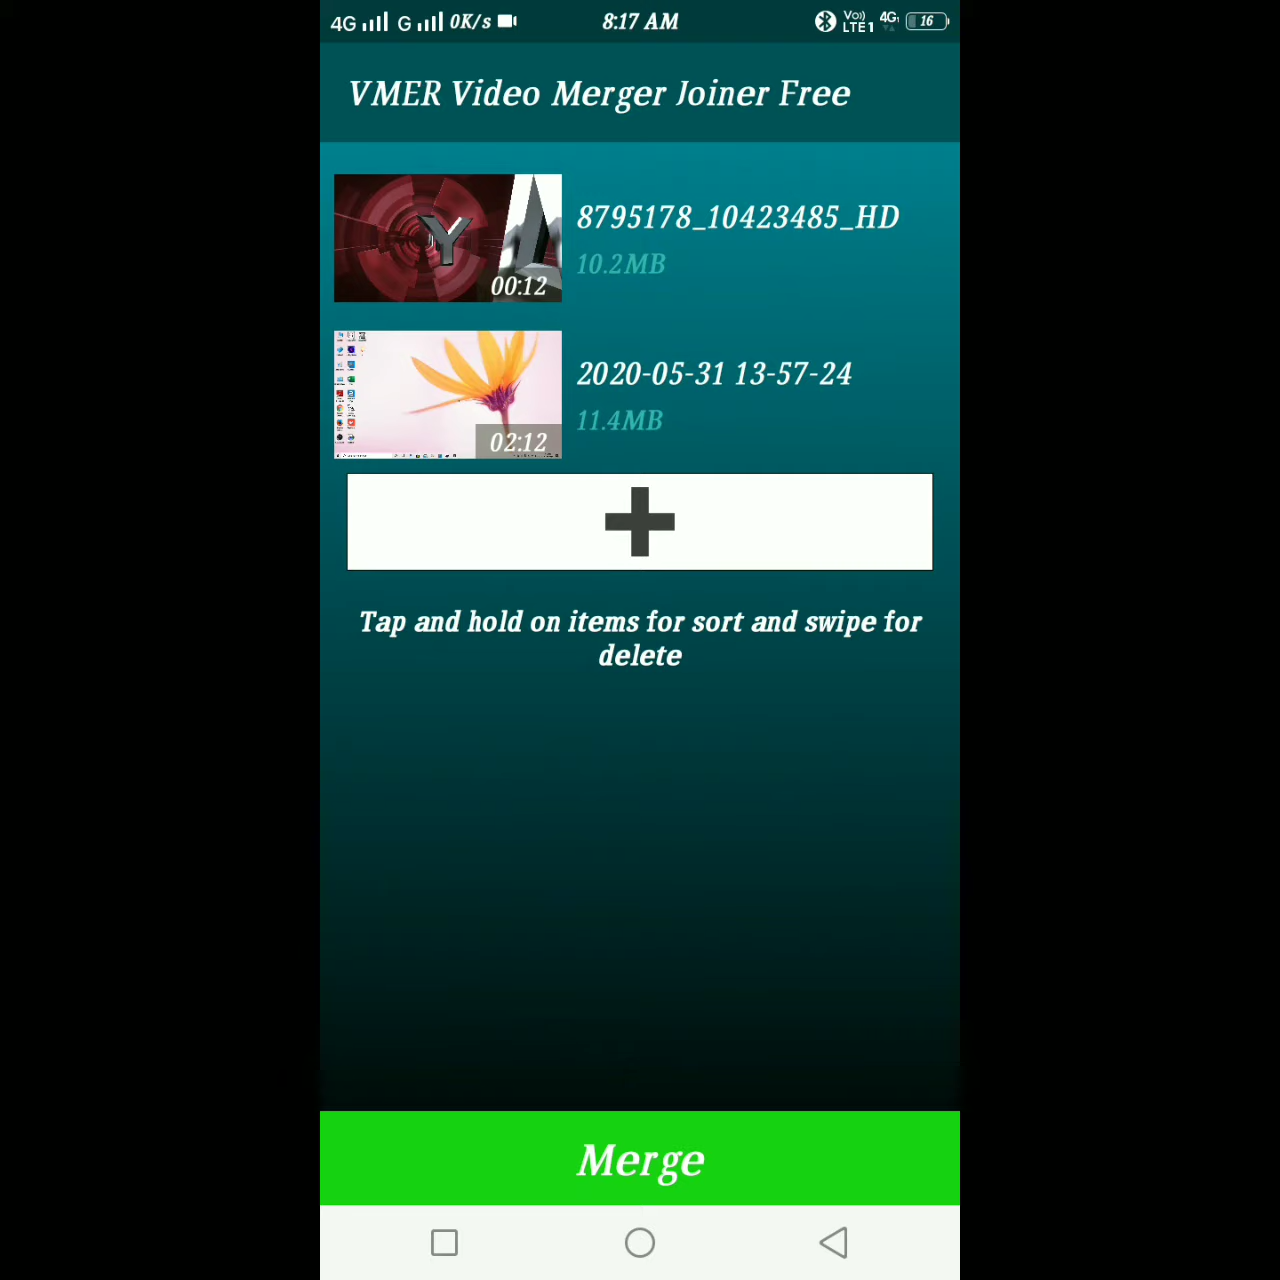 4G G 0K/s 8:17 AM Vo) LTE1 4G 16
VMER Video Merger Joiner Free
8795178_10423485_HD
10.2MB
Y
00:12
2020-05-31 13-57-24
11.4MB
02:12
Tap and hold on items for sort and swipe for
delete
Merge